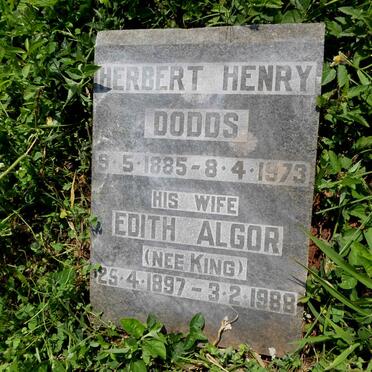 HERBERT HENRY
DODDS
9·5·1885-8·4·1973
HIS WIFE
EDITH ALGOR
(NEE KING)
25·4·1897-3·2·1988